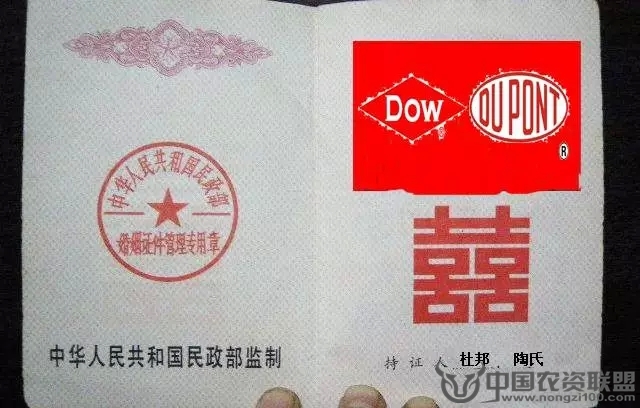 中华人民共和国民政部
婚姻证件管理专用章
中华人民共和国民政部监制
DOW
DU PONT
®
囍
持证人 杜邦 陶氏
中国农资联盟
www.nongzi100.com